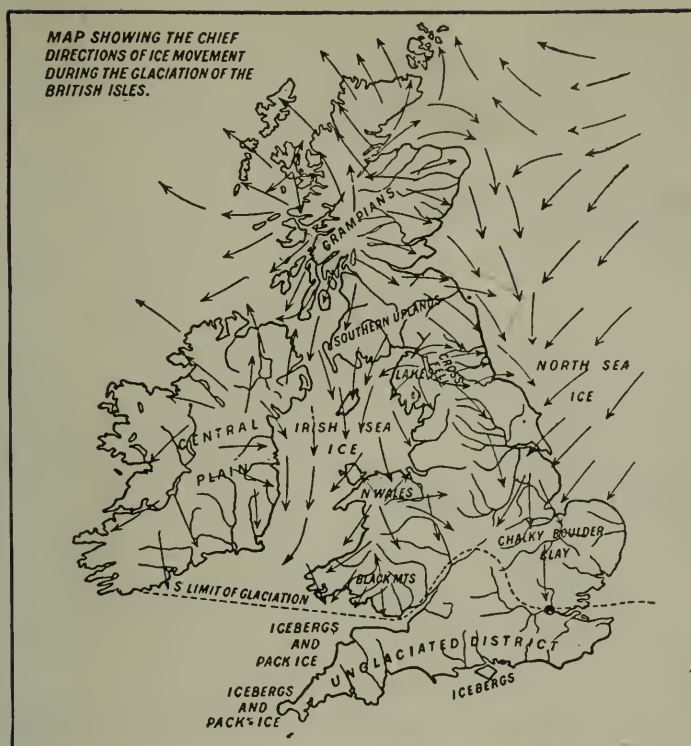 MAP SHOWING THE CHIEF
DIRECTIONS OF ICE MOVEMENT
DURING THE GLACIATION OF THE
BRITISH ISLES.
GRAMPIANS
SOUTHERN UPLANDS
LAKES
CROSS
FELL
NORTH SEA
ICE
IRISH SEA
ICE
CENTRAL
PLAIN
N WALES
CHALKY BOULDER
CLAY
BLACK MTS
S LIMIT OF GLACIATION
ICEBERGS
AND
PACK ICE
UNGLACIATED DISTRICT
ICEBERGS
ICEBERGS
AND
PACK ICE